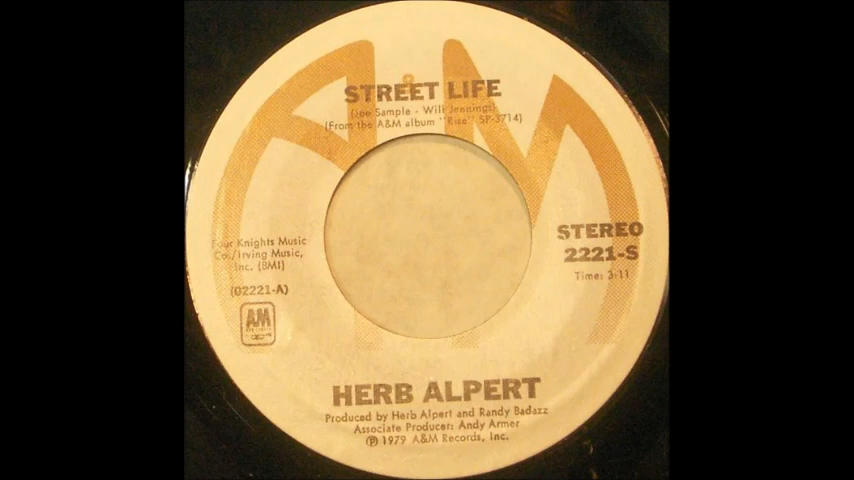 STREET LIFE
(Joe Sample - Will Jennings)
(From the A&M album "Rise" SP-3714)
Four Knights Music
Co./Irving Music,
Inc. (BMI)
(02221-A)
AM
STEREO
2221-S
Time: 3:11
HERB ALPERT
Produced by Herb Alpert and Randy Badazz
Associate Producer: Andy Armer
Ⓟ 1979 A&M Records, Inc.